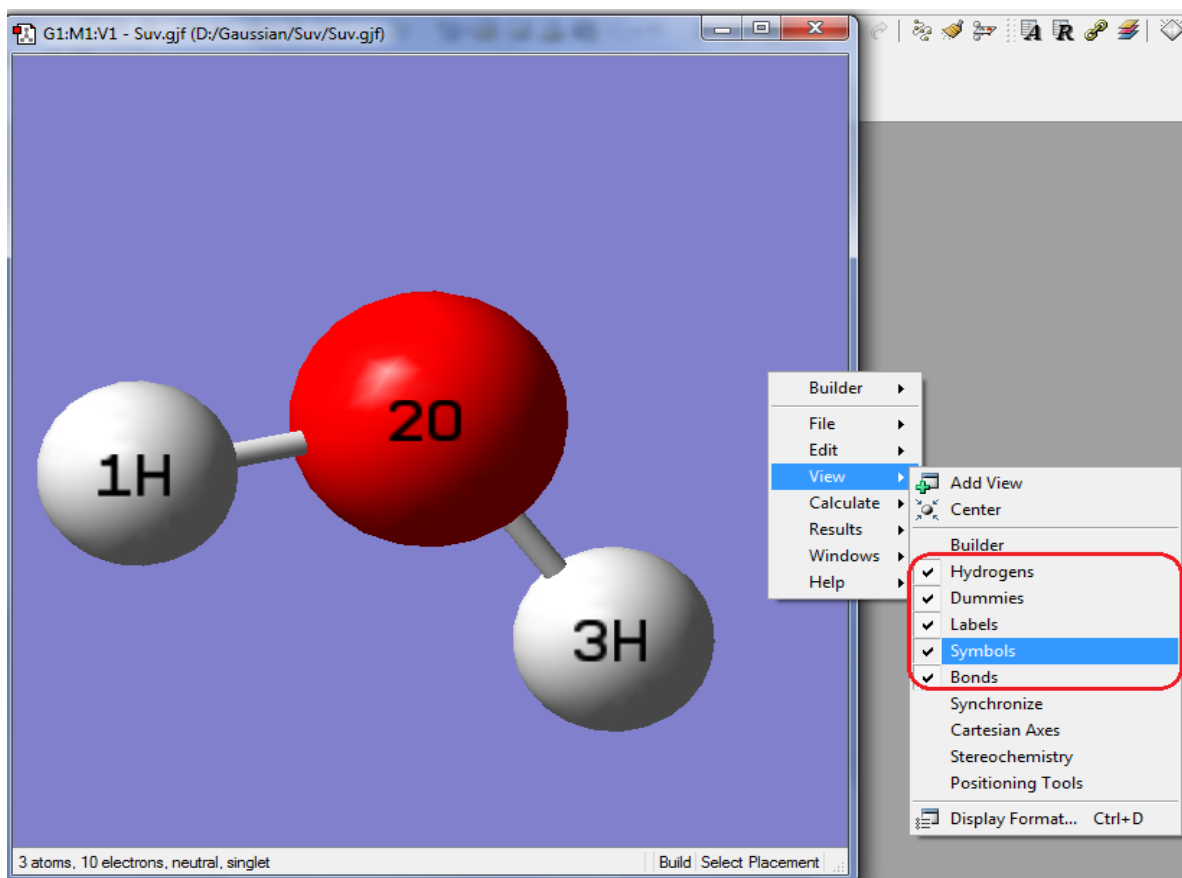 G1:M1:V1 - Suv.gjf (D:/Gaussian/Suv/Suv.gjf)
A R
2O
1H
3H
Builder
File
Edit
View
Calculate
Results
Windows
Help
Add View
Center
Builder
Hydrogens
Dummies
Labels
Symbols
Bonds
Synchronize
Cartesian Axes
Stereochemistry
Positioning Tools
Display Format... Ctrl+D
3 atoms, 10 electrons, neutral, singlet
Build Select Placement